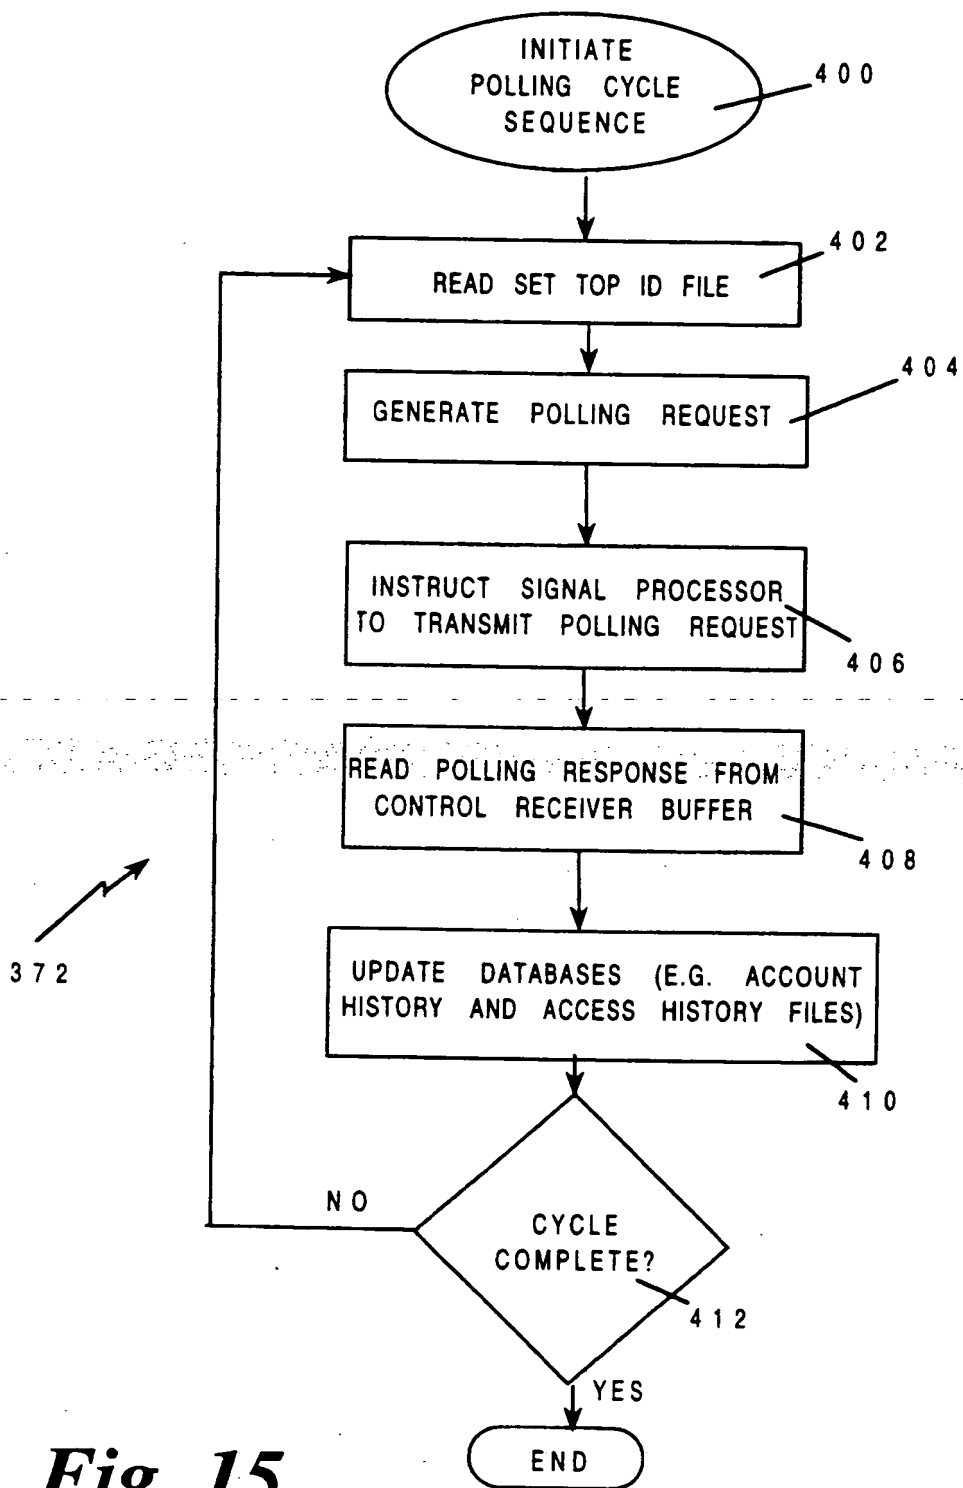 INITIATE
POLLING CYCLE
SEQUENCE
400
READ SET TOP ID FILE
402
GENERATE POLLING REQUEST
404
INSTRUCT SIGNAL PROCESSOR
TO TRANSMIT POLLING REQUEST
406
READ POLLING RESPONSE FROM
CONTROL RECEIVER BUFFER
408
372
UPDATE DATABASES (E.G. ACCOUNT
HISTORY AND ACCESS HISTORY FILES)
410
NO
CYCLE
COMPLETE?
412
YES
END
Fig. 15